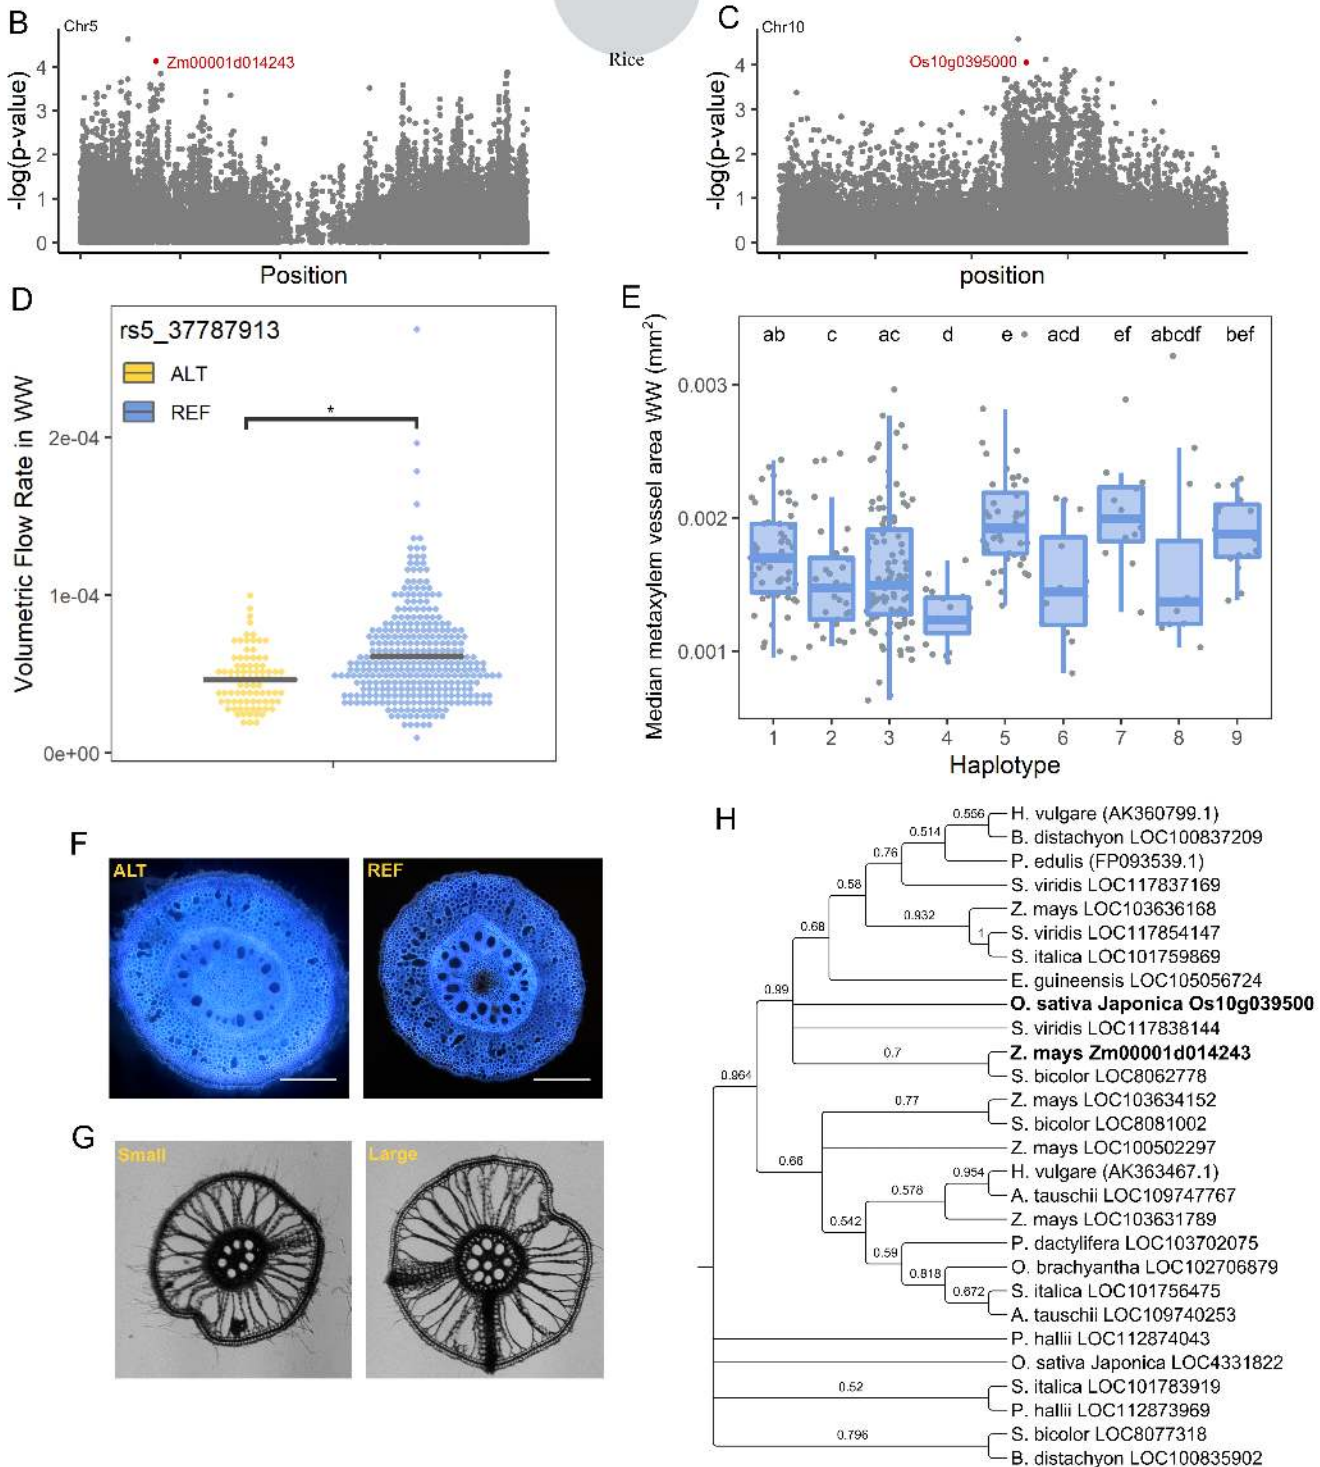 B
Chr5
Zm00001d014243
-log(p-value)
4
3
2
1
0
Position
Rice
C
Chr10
Os10g0395000
-log(p-value)
4
3
2
1
0
position
D
rs5_37787913
ALT
REF
*
Volumetric Flow Rate in WW
2e-04
1e-04
0e+00
E
Median metaxylem vessel area WW (mm²)
ab c ac d e acd ef abcdf bef
0.003
0.002
0.001
1 2 3 4 5 6 7 8 9
Haplotype
F
ALT
REF
G
Small
Large
H
H. vulgare (AK360799.1)
B. distachyon LOC100837209
P. edulis (FP093539.1)
S. viridis LOC117837169
Z. mays LOC103636168
S. viridis LOC117854147
S. italica LOC101759869
E. guineensis LOC105056724
O. sativa Japonica Os10g039500
S. viridis LOC117838144
Z. mays Zm00001d014243
S. bicolor LOC8062778
Z. mays LOC103634152
S. bicolor LOC8081002
Z. mays LOC100502297
H. vulgare (AK363467.1)
A. tauschii LOC109747767
Z. mays LOC103631789
P. dactylifera LOC103702075
O. brachyantha LOC102706879
S. italica LOC101756475
A. tauschii LOC109740253
P. hallii LOC112874043
O. sativa Japonica LOC4331822
S. italica LOC101783919
P. hallii LOC112873969
S. bicolor LOC8077318
B. distachyon LOC100835902
0.556
0.514
0.76
0.58
0.932
1
0.68
0.99
0.7
0.964
0.77
0.66
0.954
0.578
0.542
0.59
0.818
0.672
0.52
0.796